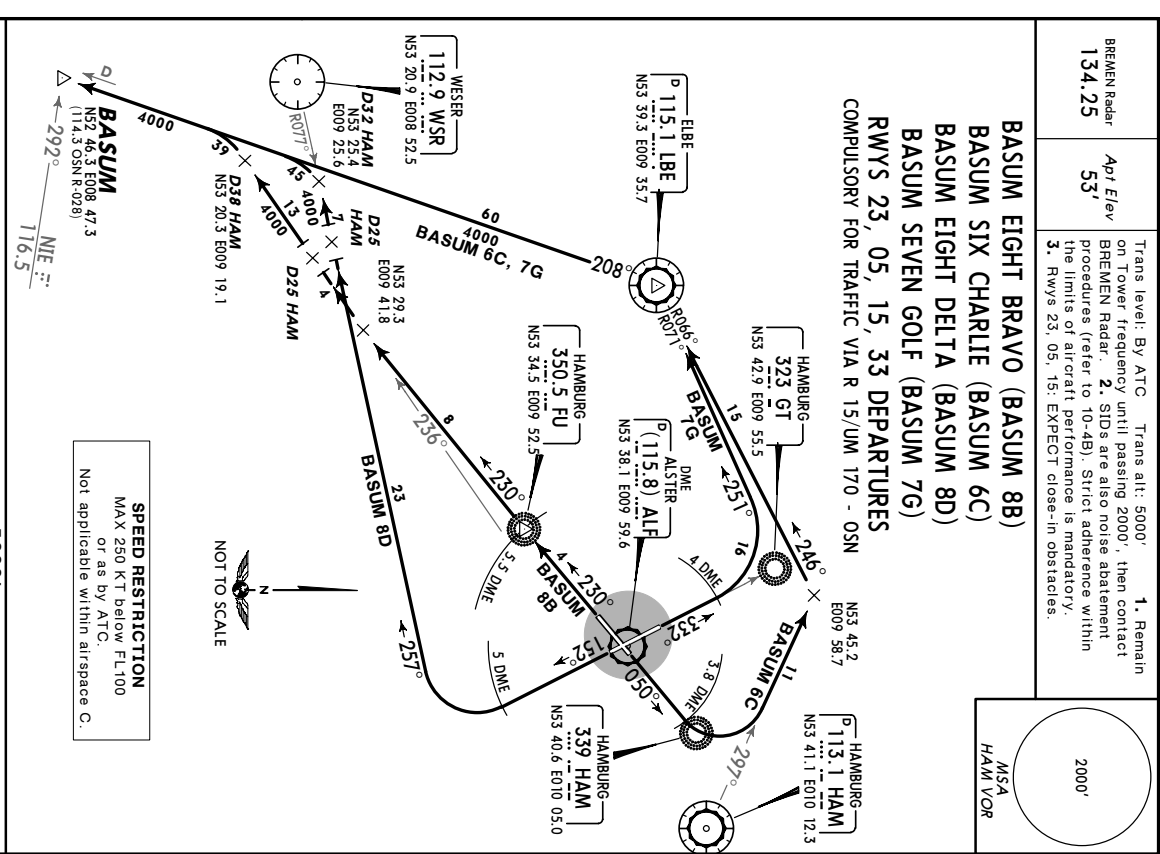 BREMEN Radar
134.25
Apt Elev
53'
Trans level: By ATC Trans alt: 5000' 1. Remain
on Tower frequency until passing 2000', then contact
BREMEN Radar. 2. SIDs are also noise abatement
procedures (refer to 10-4B). Strict adherence within
the limits of aircraft performance is mandatory.
3. Rwys 23, 05, 15: EXPECT close-in obstacles.
2000'
MSA
HAM VOR
BASUM EIGHT BRAVO (BASUM 8B)
BASUM SIX CHARLIE (BASUM 6C)
BASUM EIGHT DELTA (BASUM 8D)
BASUM SEVEN GOLF (BASUM 7G)
RWYS 23, 05, 15, 33 DEPARTURES
COMPULSORY FOR TRAFFIC VIA R 15/UM 170 - OSN
N53 45.2
E009 58.7
246°
15
11
BASUM 6C
HAMBURG
323 GT
N53 42.9 E009 55.5
HAMBURG
D 113.1 HAM
N53 41.1 E010 12.3
297°
ELBE
D 115.1 LBE
N53 39.3 E009 35.7
R066°
R071°
208°
BASUM
7G
251°
16
4 DME
332°
3.8 DME
050°
HAMBURG
339 HAM
N53 40.6 E010 05.0
DME
ALSTER
D (115.8) ALF
N53 38.1 E009 59.6
230°
4
BASUM
8B
152°
5 DME
5.5 DME
HAMBURG
350.5 FU
N53 34.5 E009 52.5
230°
8
236°
60
4000
BASUM 6C, 7G
WESER
112.9 WSR
N53 20.9 E008 52.5
R077°
D32 HAM
N53 25.4
E009 25.6
45
4000
7
D25
HAM
N53 29.3
E009 41.8
4
D25 HAM
13
4000
39
D38 HAM
N53 20.3 E009 19.1
23
BASUM 8D
257°
4000
D
BASUM
N52 46.3 E008 47.3
(114.3 OSN R-028)
292°
NIE
116.5
N
NOT TO SCALE
SPEED RESTRICTION
MAX 250 KT below FL100
or as by ATC.
Not applicable within airspace C.